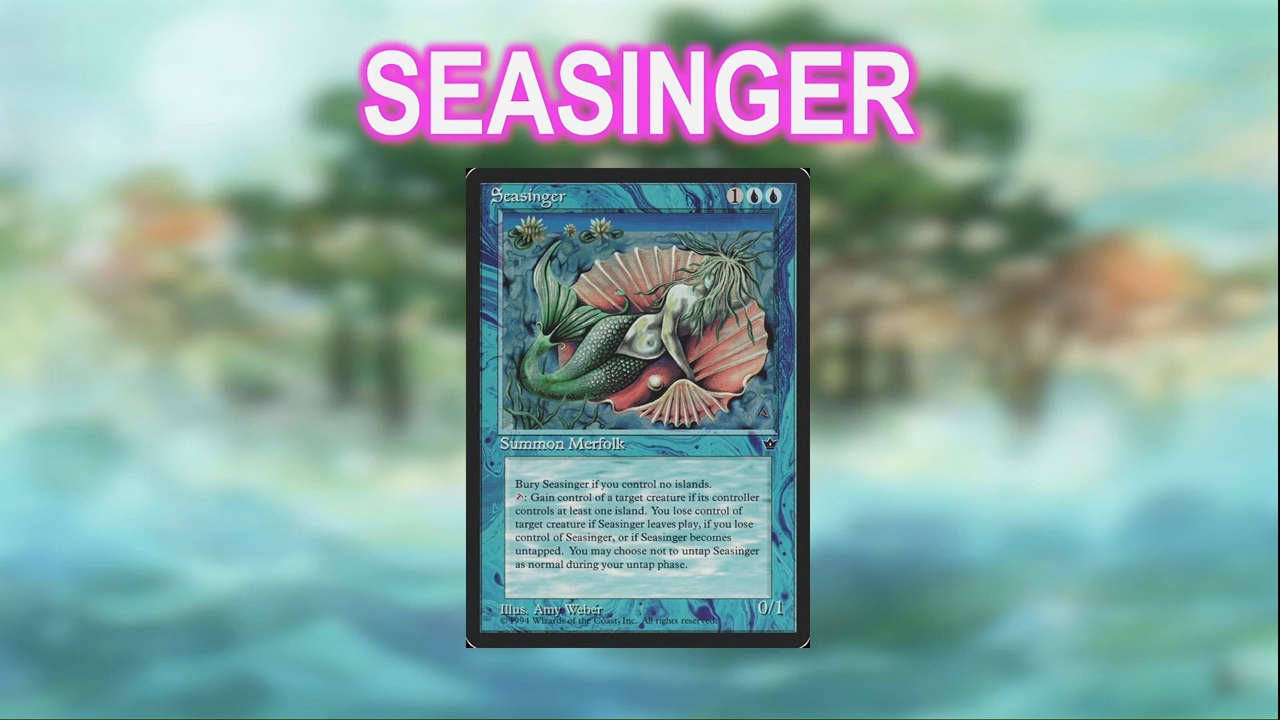 SEASINGER
Seasinger 1
Summon Merfolk
Bury Seasinger if you control no islands.
: Gain control of a target creature if its controller
controls at least one island. You lose control of
target creature if Seasinger leaves play, if you lose
control of Seasinger, or if Seasinger becomes
untapped. You may choose not to untap Seasinger
as normal during your untap phase.
Illus. Amy Weber 0/1
© 1994 Wizards of the Coast, Inc. All rights reserved.